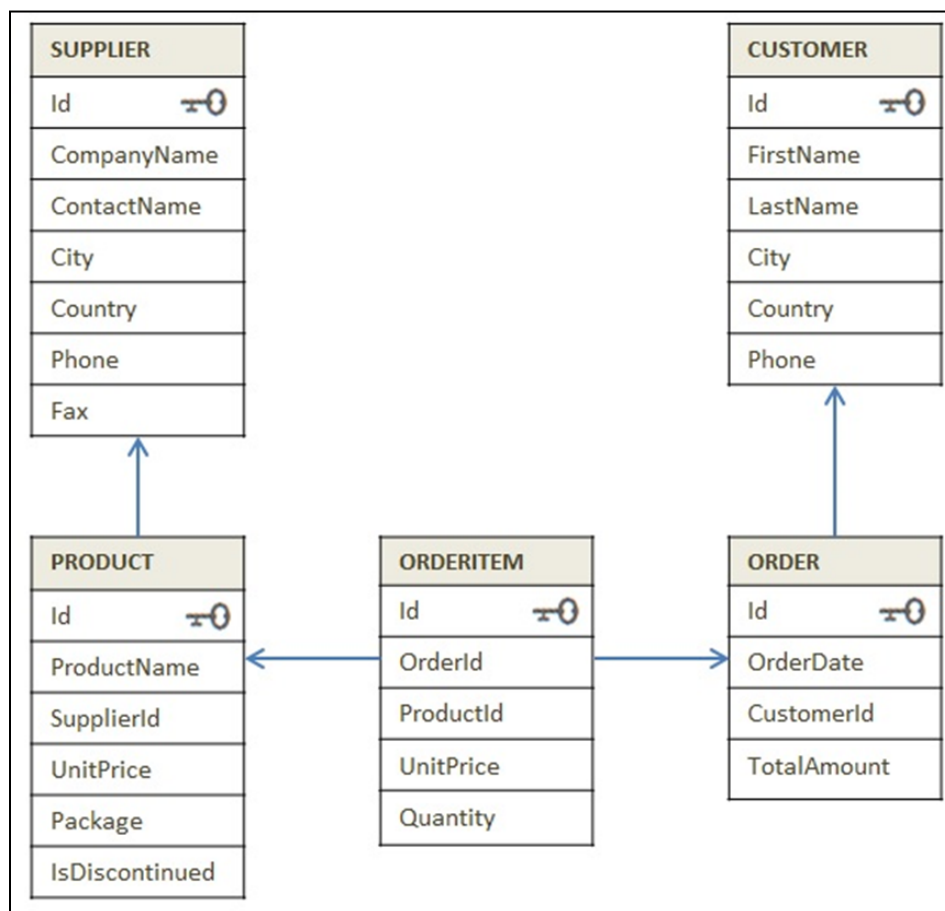 SUPPLIER
Id
CompanyName
ContactName
City
Country
Phone
Fax
CUSTOMER
Id
FirstName
LastName
City
Country
Phone
PRODUCT
Id
ProductName
SupplierId
UnitPrice
Package
IsDiscontinued
ORDERITEM
Id
OrderId
ProductId
UnitPrice
Quantity
ORDER
Id
OrderDate
CustomerId
TotalAmount